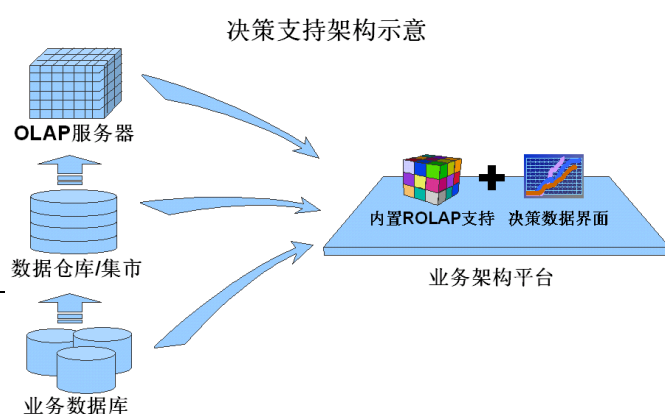 决策支持架构示意
OLAP服务器
内置ROLAP支持
决策数据界面
数据仓库/集市
业务架构平台
业务数据库